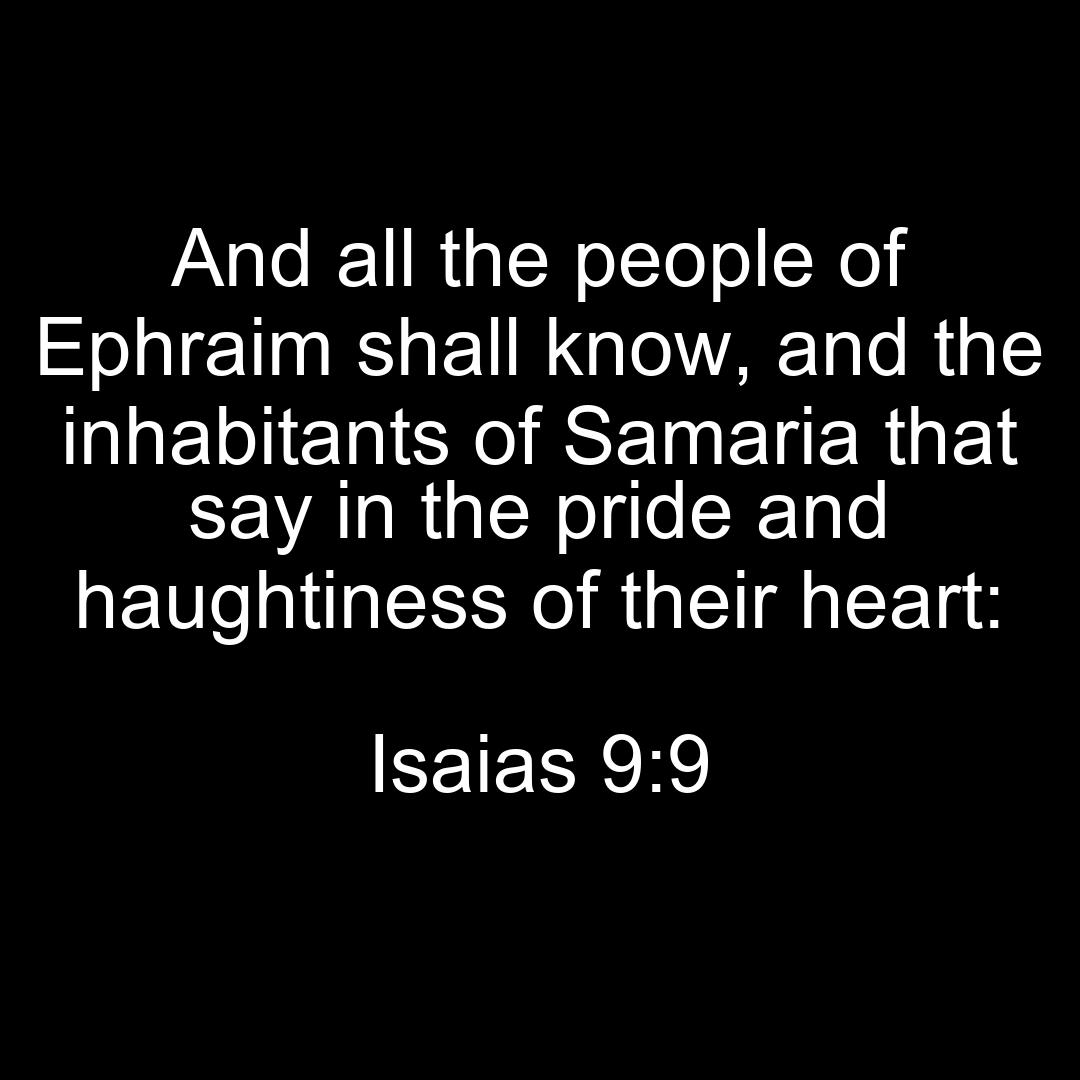 And all the people of
Ephraim shall know, and the
inhabitants of Samaria that
say in the pride and
haughtiness of their heart:
Isaias 9:9